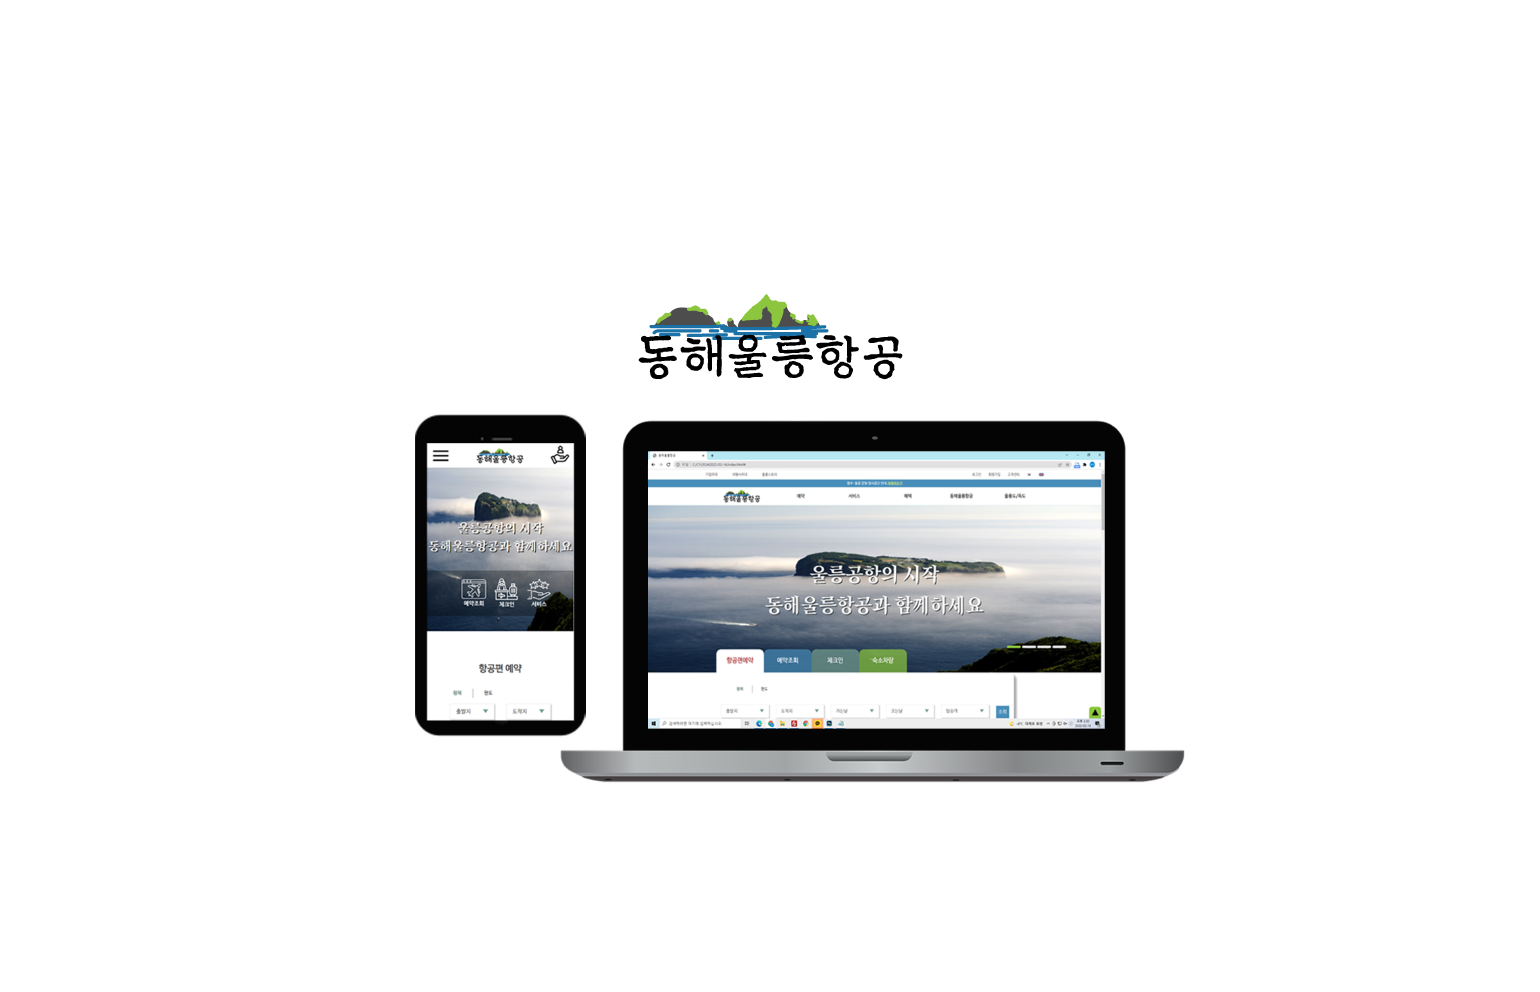 동해울릉항공
동해울릉항공
울릉공항의 시작
동해울릉항공과 함께하세요
예약조회 체크인 서비스
항공편 예약
왕복 편도
출발지 도착지
동해울릉항공 예약 서비스 혜택 동해울릉항공 울릉도/독도
울릉공항의 시작
동해울릉항공과 함께하세요
항공편예약 예약조회 체크인 숙소차량
왕복 편도
출발지 도착지 가는날 오는날 탑승객